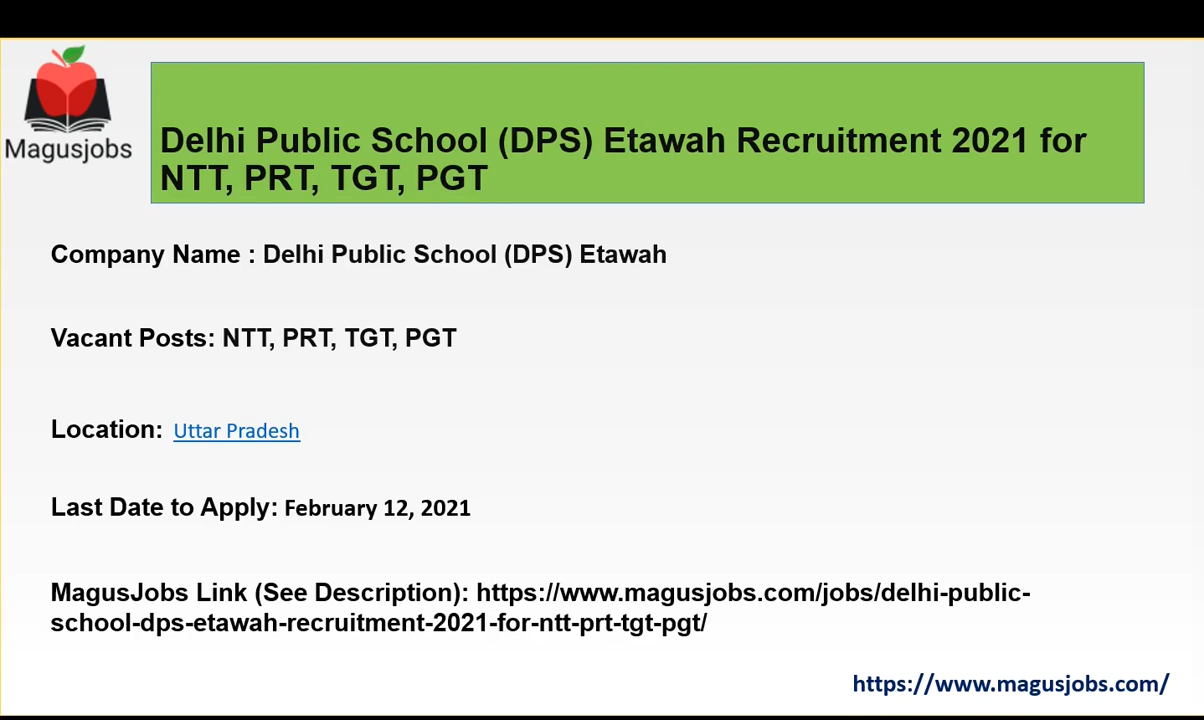 Magusjobs
Delhi Public School (DPS) Etawah Recruitment 2021 for
NTT, PRT, TGT, PGT
Company Name : Delhi Public School (DPS) Etawah
Vacant Posts: NTT, PRT, TGT, PGT
Location: Uttar Pradesh
Last Date to Apply: February 12, 2021
MagusJobs Link (See Description): https://www.magusjobs.com/jobs/delhi-public-
school-dps-etawah-recruitment-2021-for-ntt-prt-tgt-pgt/
https://www.magusjobs.com/